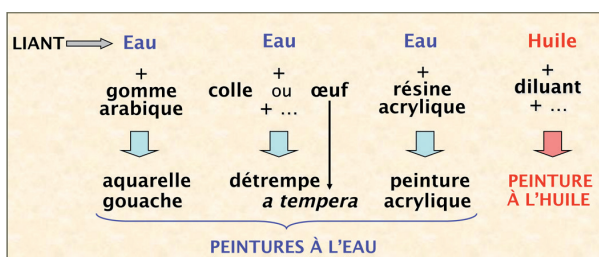 LIANT Eau Eau Eau Huile
+ + + +
gomme colle ou œuf résine diluant
arabique + ... acrylique + ...
aquarelle détrempe peinture PEINTURE
gouache a tempera acrylique À L'HUILE
PEINTURES À L'EAU